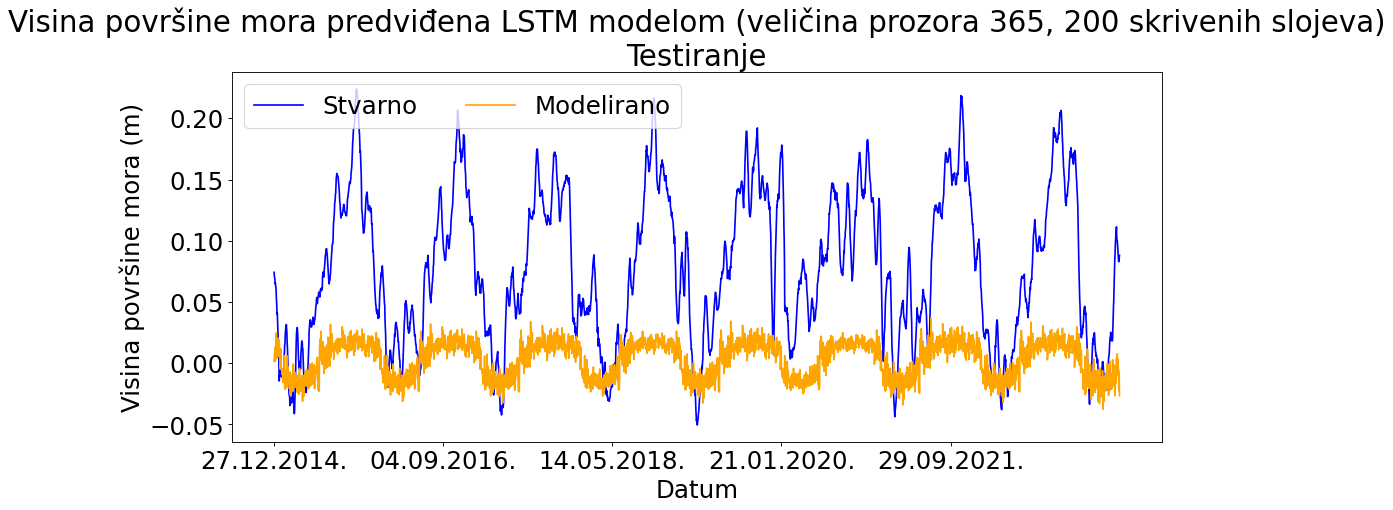 Visina površine mora predviđena LSTM modelom (veličina prozora 365, 200 skrivenih slojeva)
Testiranje
Stvarno
Modelirano
Visina površine mora (m)
0.20
0.15
0.10
0.05
0.00
−0.05
27.12.2014.
04.09.2016.
14.05.2018.
21.01.2020.
29.09.2021.
Datum